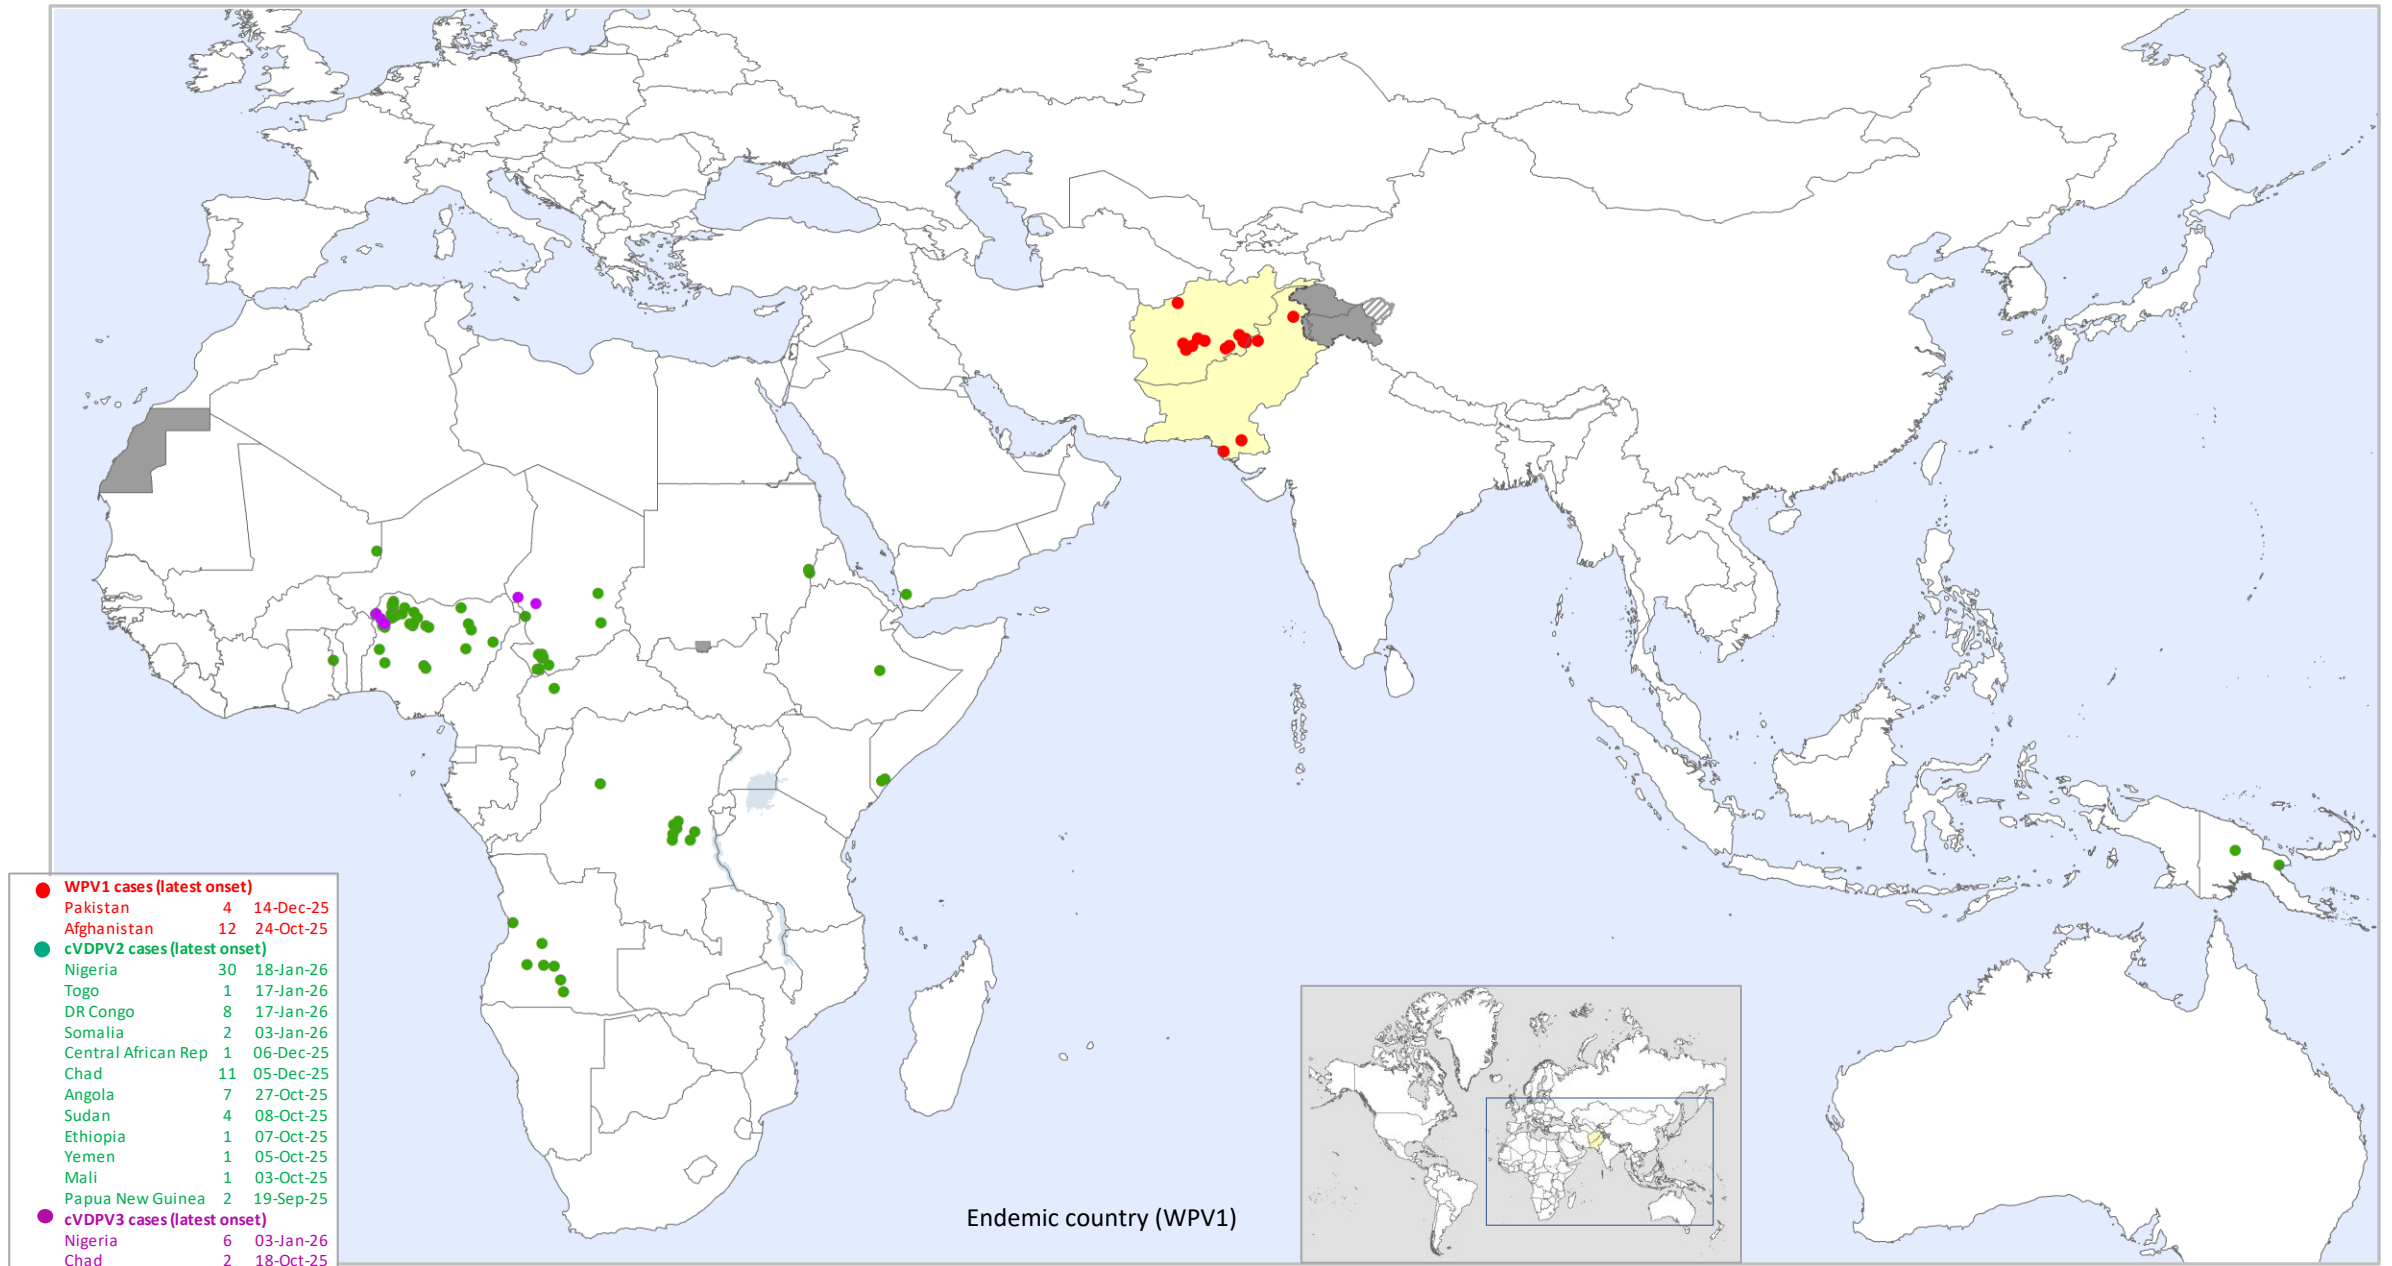 WPV1 cases (latest onset)
Pakistan 4 14-Dec-25
Afghanistan 12 24-Oct-25
cVDPV2 cases (latest onset)
Nigeria 30 18-Jan-26
Togo 1 17-Jan-26
DR Congo 8 17-Jan-26
Somalia 2 03-Jan-26
Central African Rep 1 06-Dec-25
Chad 11 05-Dec-25
Angola 7 27-Oct-25
Sudan 4 08-Oct-25
Ethiopia 1 07-Oct-25
Yemen 1 05-Oct-25
Mali 1 03-Oct-25
Papua New Guinea 2 19-Sep-25
cVDPV3 cases (latest onset)
Nigeria 6 03-Jan-26
Chad 2 18-Oct-25
Endemic country (WPV1)